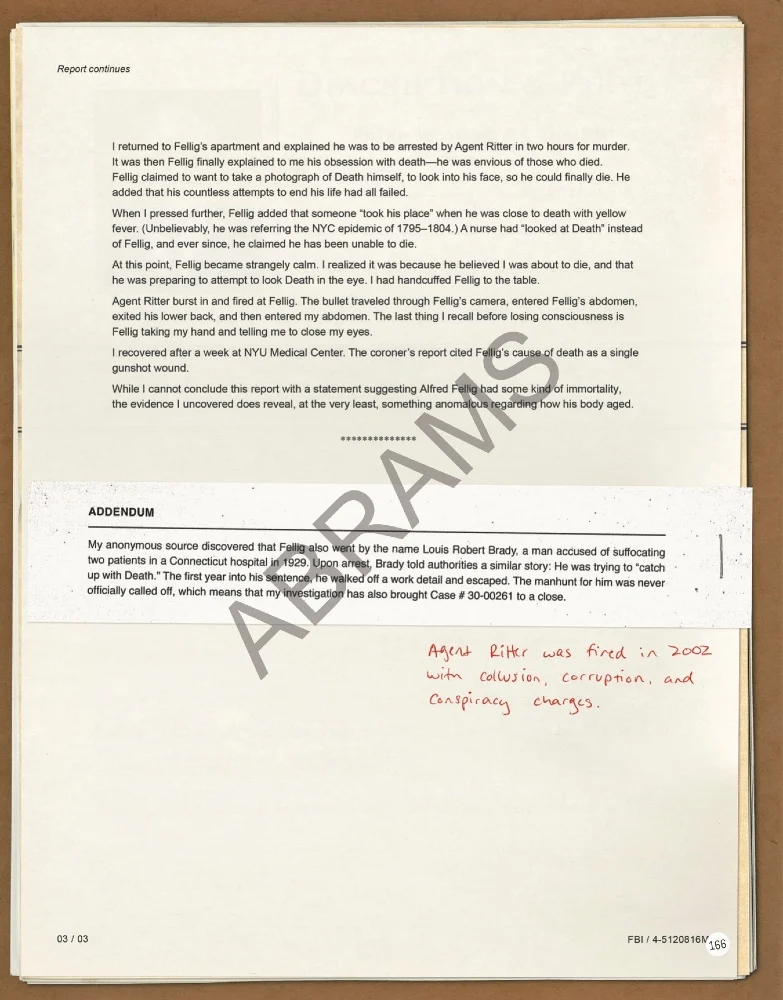 Report continues
I returned to Fellig's apartment and explained he was to be arrested by Agent Ritter in two hours for murder.
It was then Fellig finally explained to me his obsession with death—he was envious of those who died.
Fellig claimed to want to take a photograph of Death himself, to look into his face, so he could finally die. He
added that his countless attempts to end his life had all failed.
When I pressed further, Fellig added that someone "took his place" when he was close to death with yellow
fever. (Unbelievably, he was referring the NYC epidemic of 1795–1804.) A nurse had "looked at Death" instead
of Fellig, and ever since, he claimed he has been unable to die.
At this point, Fellig became strangely calm. I realized it was because he believed I was about to die, and that
he was preparing to attempt to look Death in the eye. I had handcuffed Fellig to the table.
Agent Ritter burst in and fired at Fellig. The bullet traveled through Fellig's camera, entered Fellig's abdomen,
exited his lower back, and then entered my abdomen. The last thing I recall before losing consciousness is
Fellig taking my hand and telling me to close my eyes.
I recovered after a week at NYU Medical Center. The coroner's report cited Fellig's cause of death as a single
gunshot wound.
While I cannot conclude this report with a statement suggesting Alfred Fellig had some kind of immortality,
the evidence I uncovered does reveal, at the very least, something anomalous regarding how his body aged.
**************
ADDENDUM
My anonymous source discovered that Fellig also went by the name Louis Robert Brady, a man accused of suffocating
two patients in a Connecticut hospital in 1929. Upon arrest, Brady told authorities a similar story: He was trying to "catch
up with Death." The first year into his sentence, he walked off a work detail and escaped. The manhunt for him was never
officially called off, which means that my investigation has also brought Case # 30-00261 to a close.
Agent Ritter was fired in 2002
with collusion, corruption, and
conspiracy charges.
ABRAMS
03 / 03
FBI / 4-5120816M
166